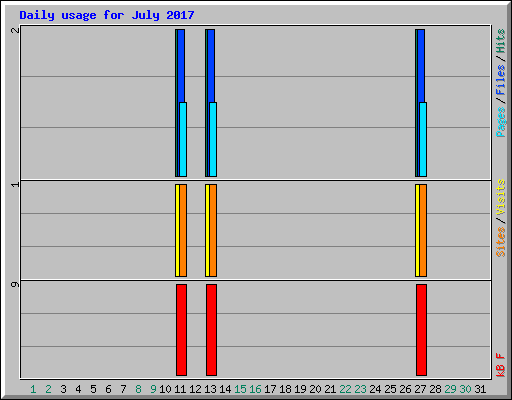 Daily usage for July 2017
2
1
9
Pages/Files/Hits
Sites/Visits
kB F
1 2 3 4 5 6 7 8 9 10 11 12 13 14 15 16 17 18 19 20 21 22 23 24 25 26 27 28 29 30 31